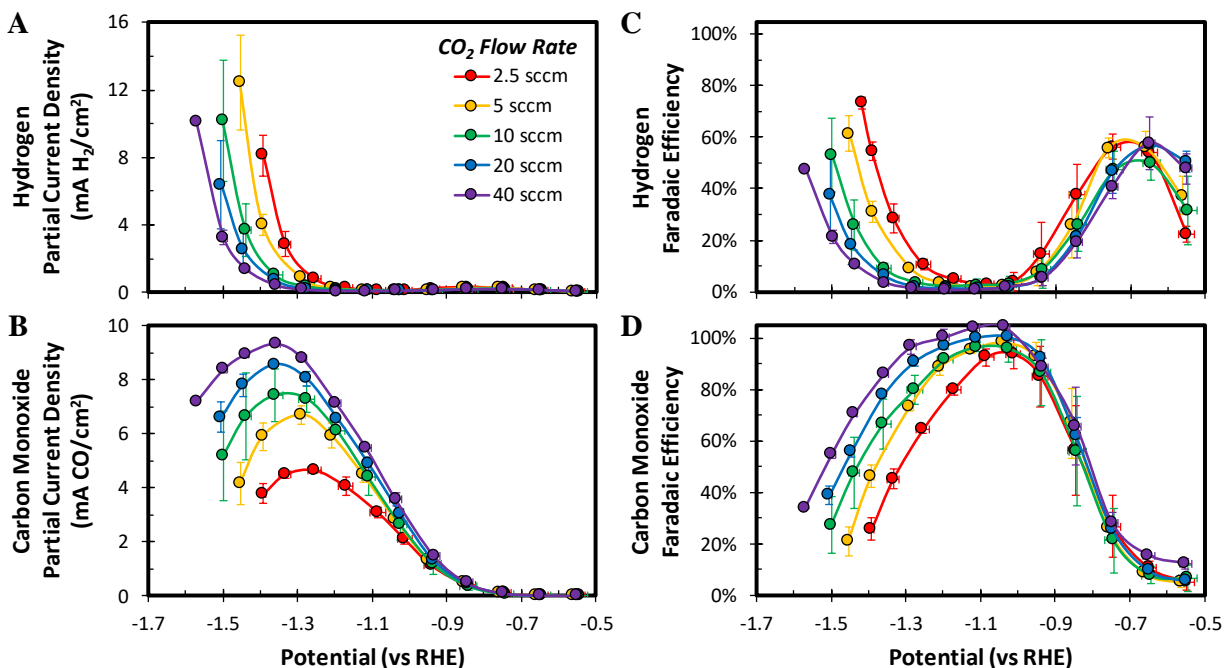 A
Hydrogen
Partial Current Density
(mA H₂/cm²)
16
12
8
4
0
CO₂ Flow Rate
2.5 sccm
5 sccm
10 sccm
20 sccm
40 sccm
C
Hydrogen
Faradaic Efficiency
100%
80%
60%
40%
20%
0%
B
Carbon Monoxide
Partial Current Density
(mA CO/cm²)
10
8
6
4
2
0
-1.7 -1.5 -1.3 -1.1 -0.9 -0.7 -0.5
Potential (vs RHE)
D
Carbon Monoxide
Faradaic Efficiency
100%
80%
60%
40%
20%
0%
-1.7 -1.5 -1.3 -1.1 -0.9 -0.7 -0.5
Potential (vs RHE)